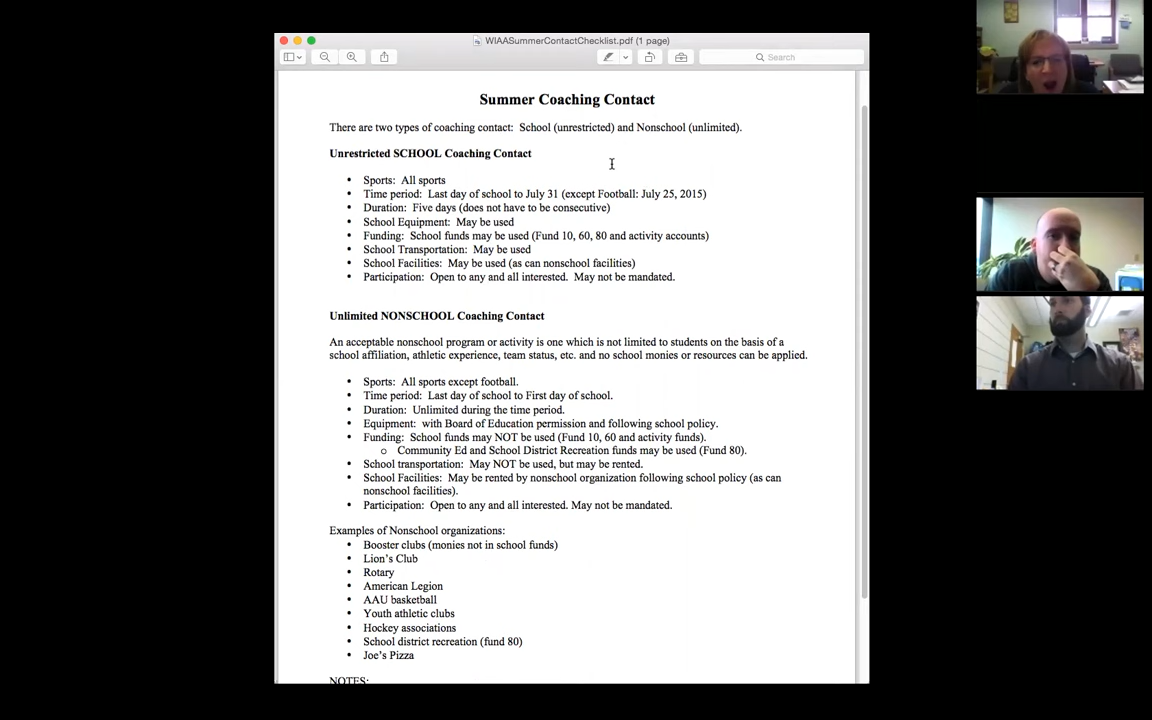 WIAASummerContactChecklist.pdf (1 page)
Search
Summer Coaching Contact
There are two types of coaching contact: School (unrestricted) and Nonschool (unlimited).
Unrestricted SCHOOL Coaching Contact
• Sports: All sports
• Time period: Last day of school to July 31 (except Football: July 25, 2015)
• Duration: Five days (does not have to be consecutive)
• School Equipment: May be used
• Funding: School funds may be used (Fund 10, 60, 80 and activity accounts)
• School Transportation: May be used
• School Facilities: May be used (as can nonschool facilities)
• Participation: Open to any and all interested. May not be mandated.
Unlimited NONSCHOOL Coaching Contact
An acceptable nonschool program or activity is one which is not limited to students on the basis of a
school affiliation, athletic experience, team status, etc. and no school monies or resources can be applied.
• Sports: All sports except football.
• Time period: Last day of school to First day of school.
• Duration: Unlimited during the time period.
• Equipment: with Board of Education permission and following school policy.
• Funding: School funds may NOT be used (Fund 10, 60 and activity funds).
o Community Ed and School District Recreation funds may be used (Fund 80).
• School transportation: May NOT be used, but may be rented.
• School Facilities: May be rented by nonschool organization following school policy (as can
nonschool facilities).
• Participation: Open to any and all interested. May not be mandated.
Examples of Nonschool organizations:
• Booster clubs (monies not in school funds)
• Lion's Club
• Rotary
• American Legion
• AAU basketball
• Youth athletic clubs
• Hockey associations
• School district recreation (fund 80)
• Joe's Pizza
NOTES: